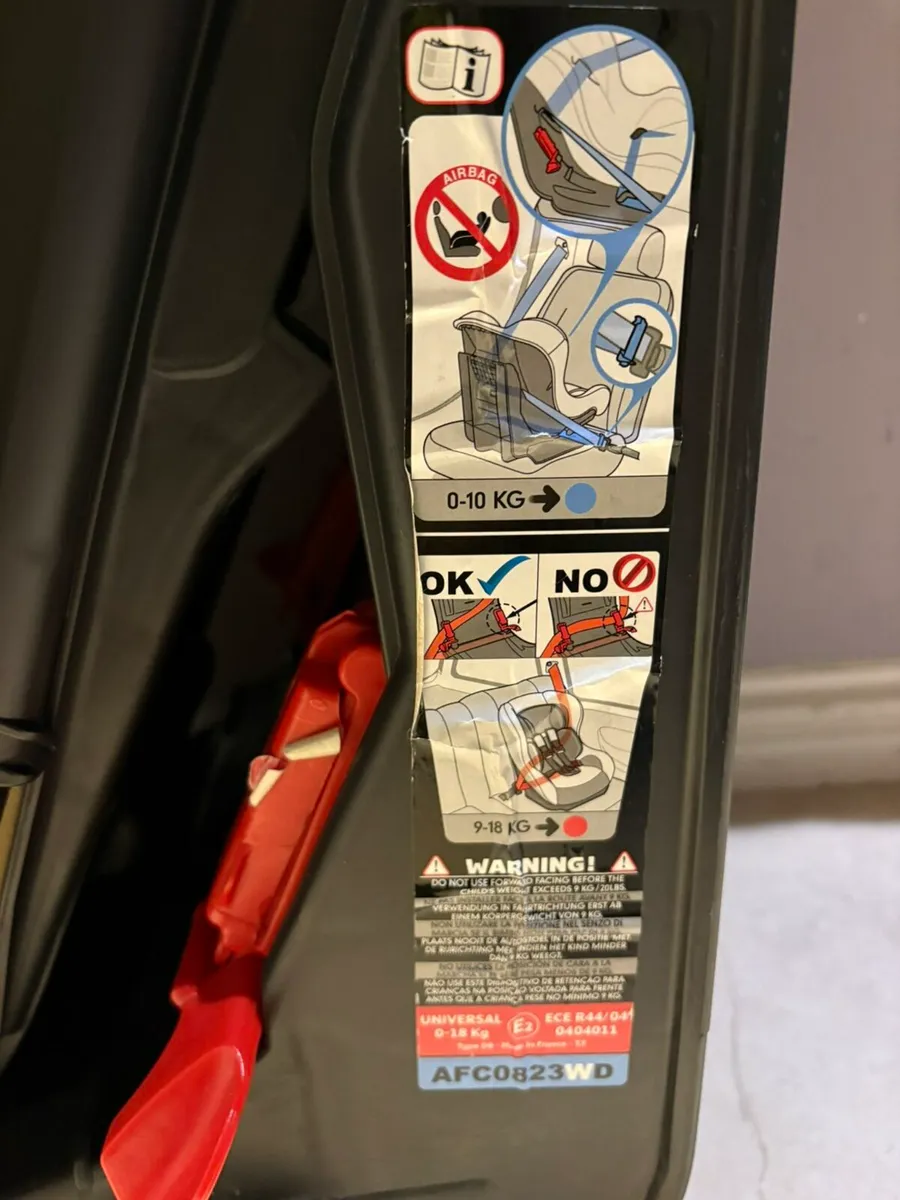 i
AIRBAG
0-10 KG
OK NO
9-18 KG
WARNING!
DO NOT USE FORWARD FACING BEFORE THE
CHILD'S WEIGHT EXCEEDS 9 KG/20LBS.
VERWENDUNG IN FAHRTRICHTUNG ERST AB
EINEM KÖRPERGEWICHT VON 9 KG.
PLAATS NOOIT DE AUTOSTOEL IN DE POSITIE MET
DE RIJRICHTING MEE INDIEN HET KIND MINDER
DAN 9 KG WEEGT.
NÃO USE ESTE DISPOSITIVO DE RETENÇÃO PARA
CRIANÇAS NA POSIÇÃO VOLTADA PARA FRENTE
ANTES QUE A CRIANÇA PESE NO MÍNIMO 9 KG.
UNIVERSAL E2 ECE R44/04
0-18 Kg 0404011
Made in France
AFC0823WD